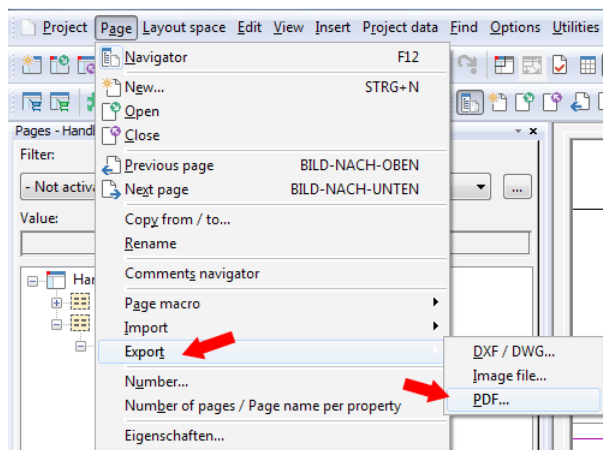 Project Page Layout space Edit View Insert Project data Find Options Utilities
Navigator F12
New... STRG+N
Open
Close
Pages - Handl
Filter:
Previous page BILD-NACH-OBEN
- Not activa
Next page BILD-NACH-UNTEN
...
Value:
Copy from / to...
Rename
Comments navigator
Har
Page macro
Import
Export
DXF / DWG...
Image file...
Number...
PDF...
Number of pages / Page name per property
Eigenschaften...